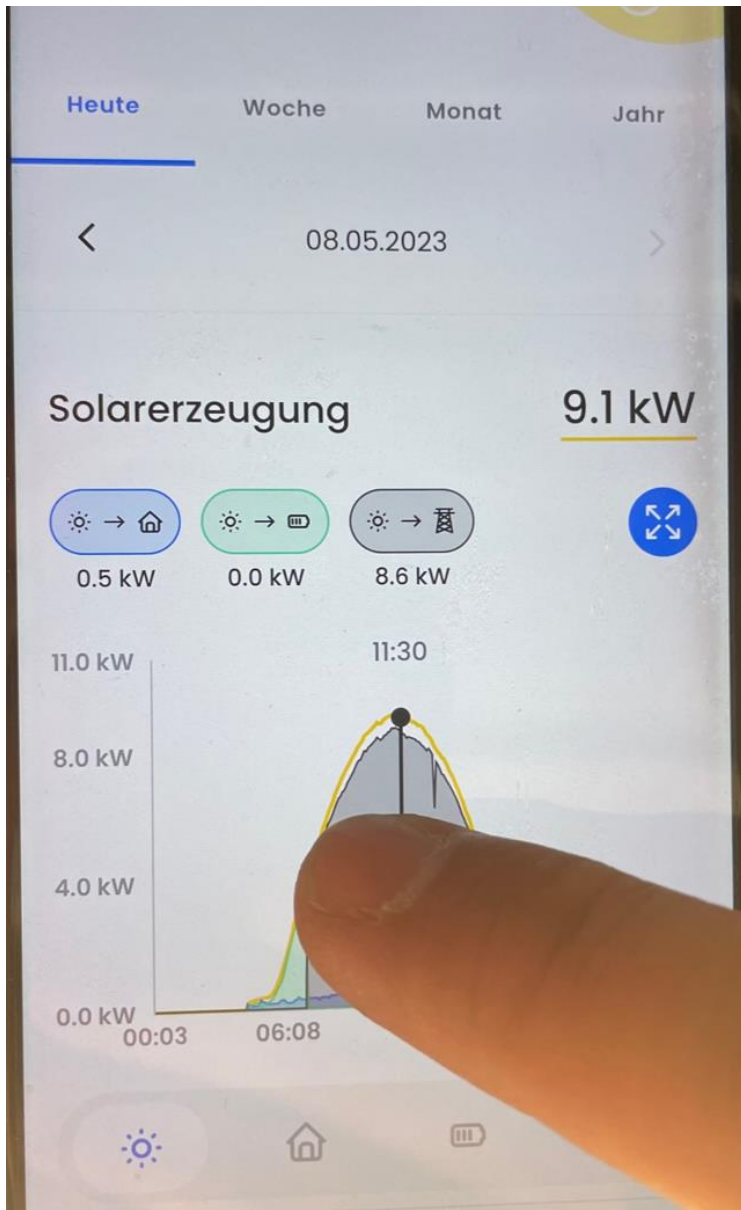 Heute Woche Monat Jahr
08.05.2023
Solarerzeugung 9.1 kW
0.5 kW 0.0 kW 8.6 kW
11:30
11.0 kW
8.0 kW
4.0 kW
0.0 kW
00:03 06:08